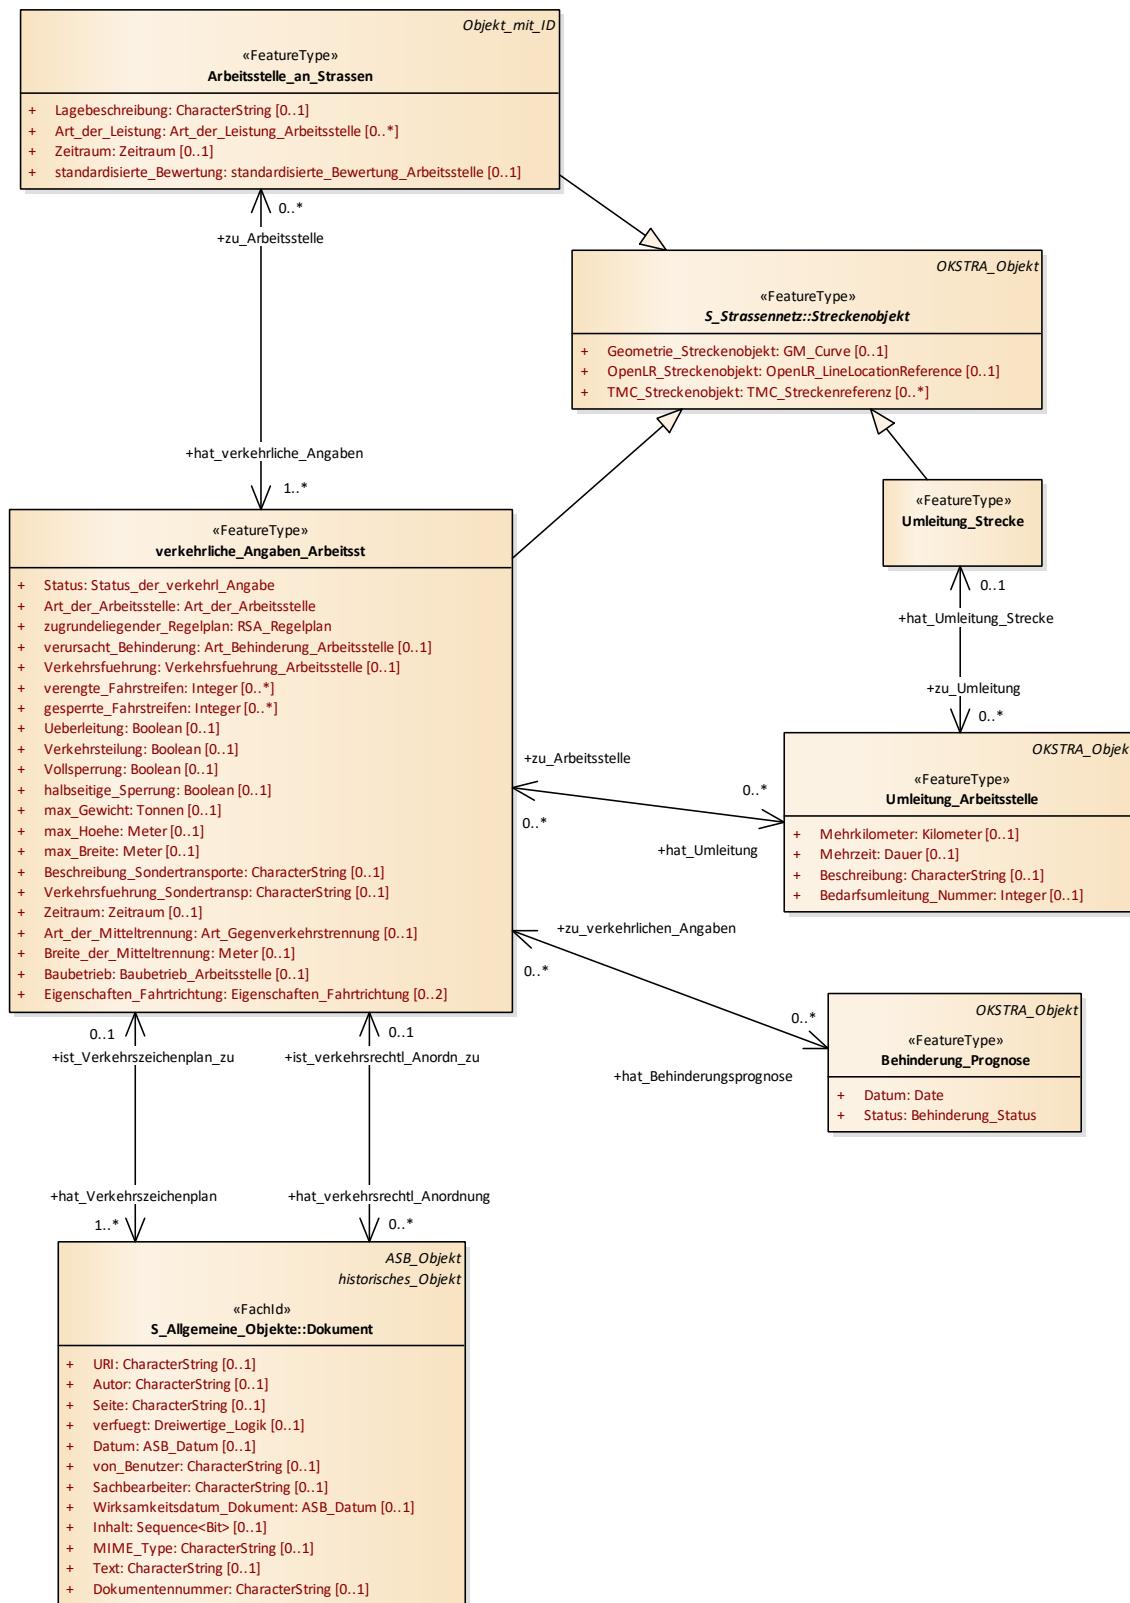 Objekt_mit_ID
«FeatureType»
Arbeitsstelle_an_Strassen
+ Lagebeschreibung: CharacterString [0..1]
+ Art_der_Leistung: Art_der_Leistung_Arbeitsstelle [0..*]
+ Zeitraum: Zeitraum [0..1]
+ standardisierte_Bewertung: standardisierte_Bewertung_Arbeitsstelle [0..1]
0..*
+zu_Arbeitsstelle
OKSTRA_Objekt
«FeatureType»
S_Strassennetz::Streckenobjekt
+ Geometrie_Streckenobjekt: GM_Curve [0..1]
+ OpenLR_Streckenobjekt: OpenLR_LineLocationReference [0..1]
+ TMC_Streckenobjekt: TMC_Streckenreferenz [0..*]
+hat_verkehrliche_Angaben
1..*
«FeatureType»
Umleitung_Strecke
0..1
+hat_Umleitung_Strecke
+zu_Umleitung
0..*
«FeatureType»
verkehrliche_Angaben_Arbeitsst
+ Status: Status_der_verkehrl_Angabe
+ Art_der_Arbeitsstelle: Art_der_Arbeitsstelle
+ zugrundeliegender_Regelplan: RSA_Regelplan
+ verursacht_Behinderung: Art_Behinderung_Arbeitsstelle [0..1]
+ Verkehrsfuehrung: Verkehrsfuehrung_Arbeitsstelle [0..1]
+ verengte_Fahrstreifen: Integer [0..*]
+ gesperrte_Fahrstreifen: Integer [0..*]
+ Ueberleitung: Boolean [0..1]
+ Verkehrsteilung: Boolean [0..1]
+ Vollsperrung: Boolean [0..1]
+ halbseitige_Sperrung: Boolean [0..1]
+ max_Gewicht: Tonnen [0..1]
+ max_Hoehe: Meter [0..1]
+ max_Breite: Meter [0..1]
+ Beschreibung_Sondertransporte: CharacterString [0..1]
+ Verkehrsfuehrung_Sondertransp: CharacterString [0..1]
+ Zeitraum: Zeitraum [0..1]
+ Art_der_Mitteltrennung: Art_Gegenverkehrstrennung [0..1]
+ Breite_der_Mitteltrennung: Meter [0..1]
+ Baubetrieb: Baubetrieb_Arbeitsstelle [0..1]
+ Eigenschaften_Fahrtrichtung: Eigenschaften_Fahrtrichtung [0..2]
+zu_Arbeitsstelle
0..*
0..*
+hat_Umleitung
OKSTRA_Objek
«FeatureType»
Umleitung_Arbeitsstelle
+ Mehrkilometer: Kilometer [0..1]
+ Mehrzeit: Dauer [0..1]
+ Beschreibung: CharacterString [0..1]
+ Bedarfsumleitung_Nummer: Integer [0..1]
+zu_verkehrlichen_Angaben
0..*
0..*
+hat_Behinderungsprognose
OKSTRA_Objekt
«FeatureType»
Behinderung_Prognose
+ Datum: Date
+ Status: Behinderung_Status
0..1
+ist_Verkehrszeichenplan_zu
0..1
+ist_verkehrsrechtl_Anordn_zu
+hat_Verkehrszeichenplan
1..*
+hat_verkehrsrechtl_Anordnung
0..*
ASB_Objekt
historisches_Objekt
«FachId»
S_Allgemeine_Objekte::Dokument
+ URI: CharacterString [0..1]
+ Autor: CharacterString [0..1]
+ Seite: CharacterString [0..1]
+ verfuegt: Dreiwertige_Logik [0..1]
+ Datum: ASB_Datum [0..1]
+ von_Benutzer: CharacterString [0..1]
+ Sachbearbeiter: CharacterString [0..1]
+ Wirksamkeitsdatum_Dokument: ASB_Datum [0..1]
+ Inhalt: Sequence<Bit> [0..1]
+ MIME_Type: CharacterString [0..1]
+ Text: CharacterString [0..1]
+ Dokumentennummer: CharacterString [0..1]